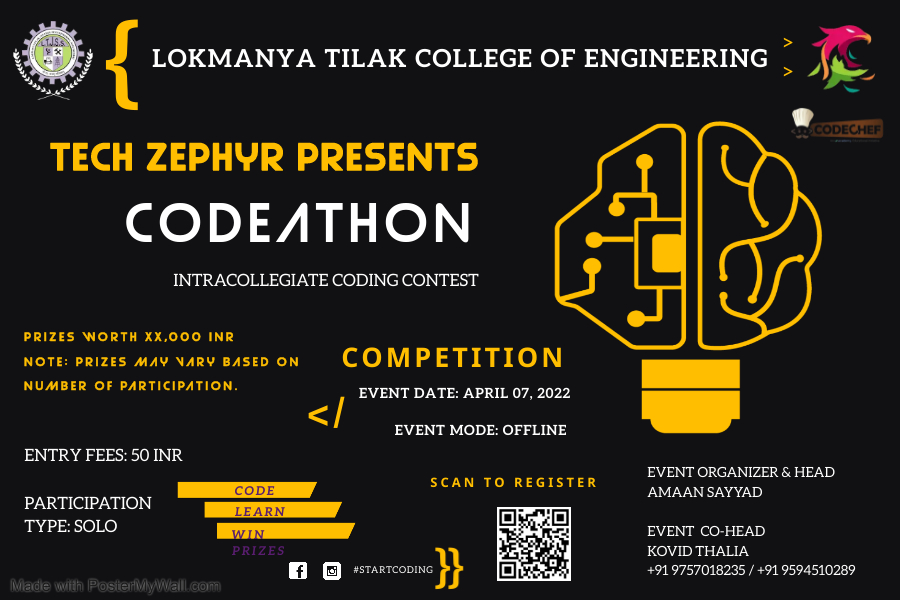 L.T.J.S.S
{ LOKMANYA TILAK COLLEGE OF ENGINEERING >
>
CODECHEF
TECH ZEPHYR PRESENTS
CODEATHON
INTRACOLLEGIATE CODING CONTEST
PRIZES WORTH XX,000 INR
NOTE: PRIZES MAY VARY BASED ON
NUMBER OF PARTICIPATION.
COMPETITION
EVENT DATE: APRIL 07, 2022
</
EVENT MODE: OFFLINE
ENTRY FEES: 50 INR
PARTICIPATION
TYPE: SOLO
CODE
LEARN
WIN
PRIZES
SCAN TO REGISTER
#STARTCODING }}
EVENT ORGANIZER & HEAD
AMAAN SAYYAD
EVENT CO-HEAD
KOVID THALIA
+91 9757018235 / +91 9594510289
Made with PosterMyWall.com